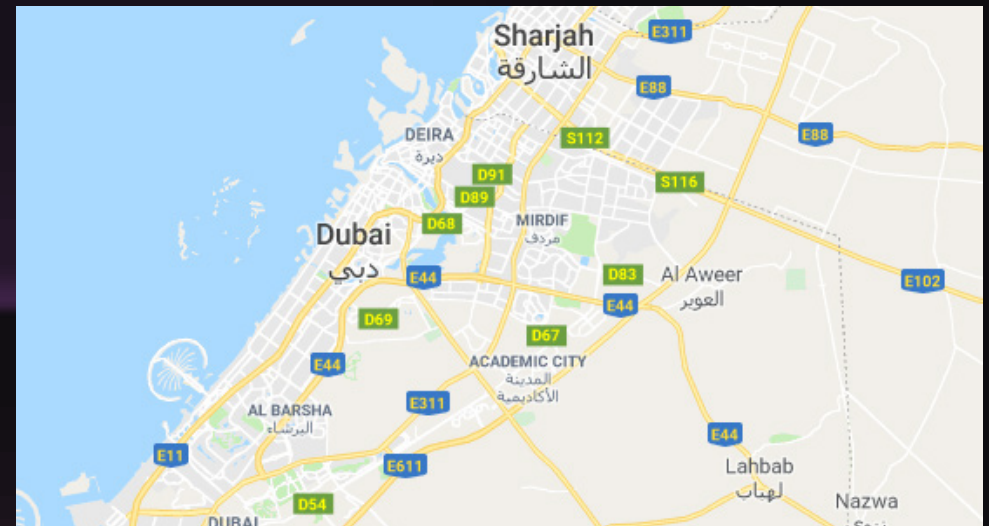 Sharjah
الشارقة
E311
E88
E88
DEIRA
ديرة
S112
D91
S116
D89
D68
MIRDIF
مردف
Dubai
دبي
E44
D83
Al Aweer
العوير
E102
E44
D69
D67
E44
ACADEMIC CITY
المدينة
الأكاديمية
E311
AL BARSHA
البرشاء
E11
E44
E611
Lahbab
لهباب
D54
Nazwa
DUBAI